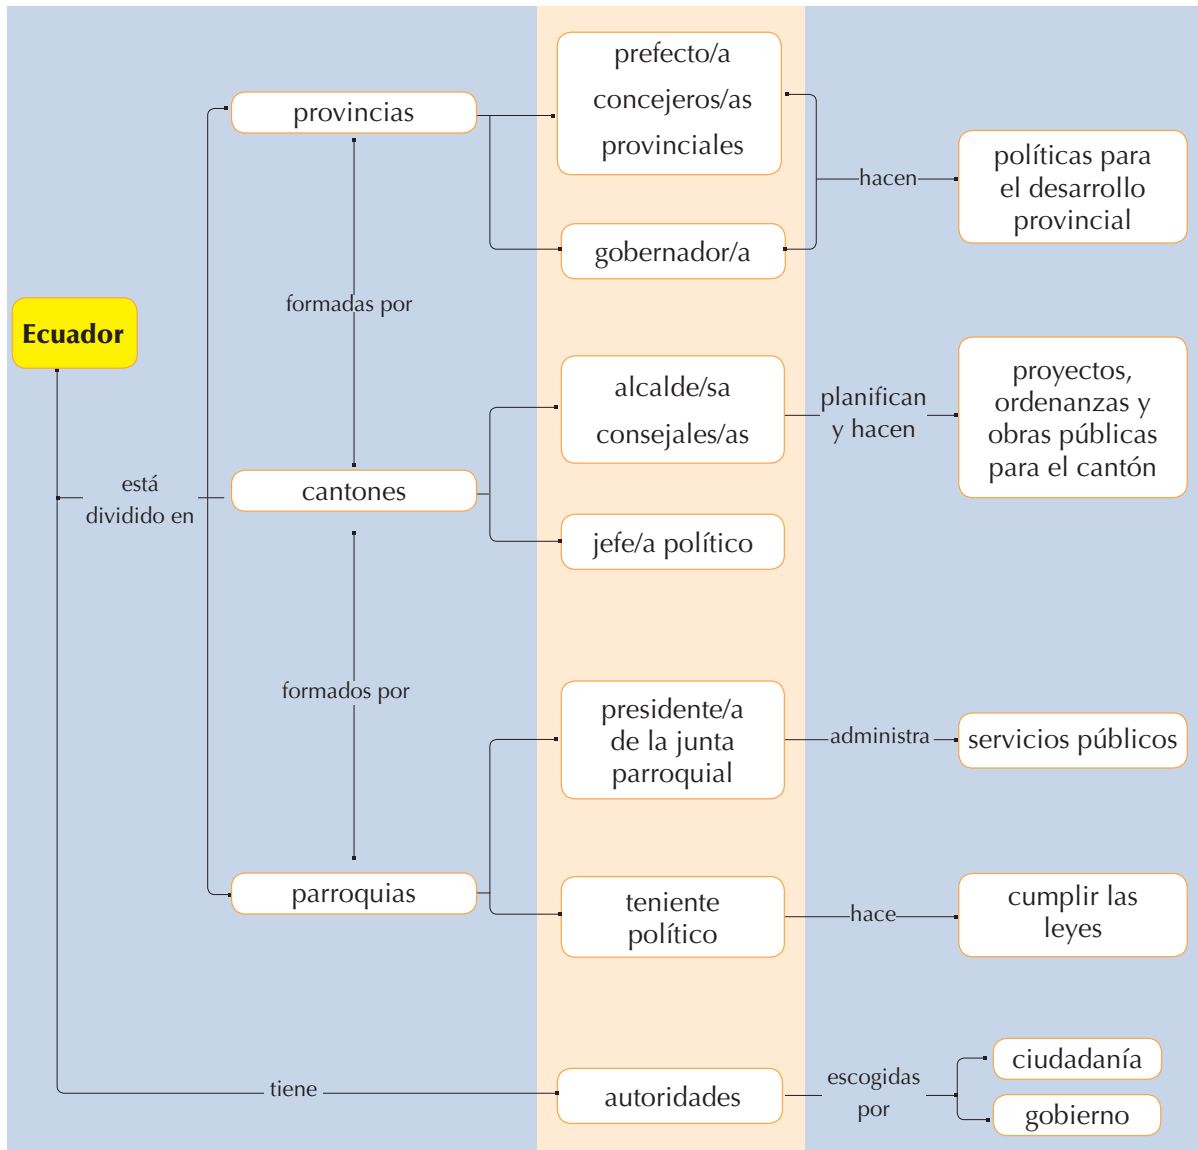 Ecuador
está
dividido en
provincias
formadas por
cantones
formados por
parroquias
prefecto/a
concejeros/as
provinciales
gobernador/a
hacen
políticas para
el desarrollo
provincial
alcalde/sa
consejales/as
planifican
y hacen
proyectos,
ordenanzas y
obras públicas
para el cantón
jefe/a político
presidente/a
de la junta
parroquial
administra
servicios públicos
teniente
político
hace
cumplir las
leyes
tiene
autoridades
escogidas
por
ciudadanía
gobierno